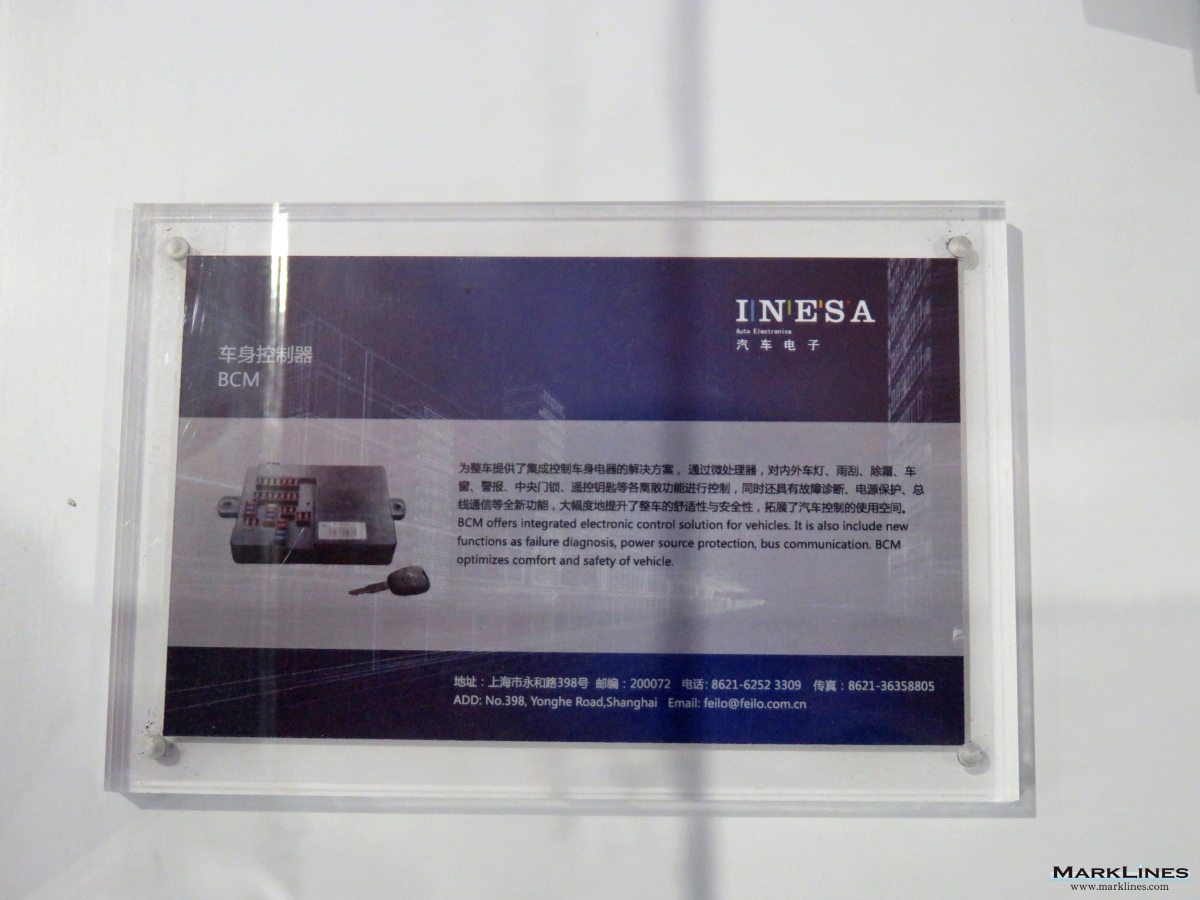 INESA
Auto Electronics
汽车电子
车身控制器
BCM
为整车提供了集成控制车身电器的解决方案，通过微处理器，对内外车灯、雨刮、除霜、车
窗、警报、中央门锁、遥控钥匙等各离散功能进行控制，同时还具有故障诊断、电源保护、总
线通信等全新功能，大幅度地提升了整车的舒适性与安全性，拓展了汽车控制的使用空间。
BCM offers integrated electronic control solution for vehicles. It is also include new
functions as failure diagnosis, power source protection, bus communication. BCM
optimizes comfort and safety of vehicle.
地址：上海市永和路398号 邮编：200072 电话: 8621-6252 3309 传真：8621-36358805
ADD: No.398, Yonghe Road,Shanghai Email: feilo@feilo.com.cn
MARKLINES
www.marklines.com